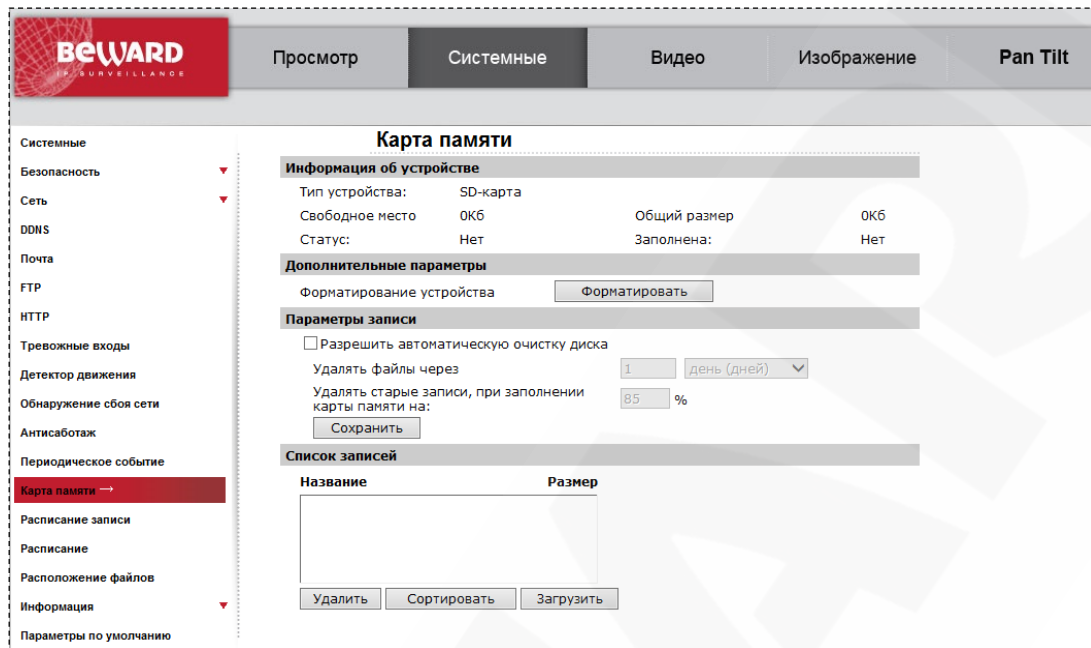 BEWARD
IP SURVEILLANCE
Просмотр
Системные
Видео
Изображение
Pan Tilt
Системные
Безопасность
Сеть
DDNS
Почта
FTP
HTTP
Тревожные входы
Детектор движения
Обнаружение сбоя сети
Антисаботаж
Периодическое событие
Карта памяти →
Расписание записи
Расписание
Расположение файлов
Информация
Параметры по умолчанию
Карта памяти
Информация об устройстве
Тип устройства: SD-карта
Свободное место 0Кб Общий размер 0Кб
Статус: Нет Заполнена: Нет
Дополнительные параметры
Форматирование устройства Форматировать
Параметры записи
Разрешить автоматическую очистку диска
Удалять файлы через 1 день (дней)
Удалять старые записи, при заполнении
карты памяти на: 85 %
Сохранить
Список записей
Название Размер
Удалить Сортировать Загрузить